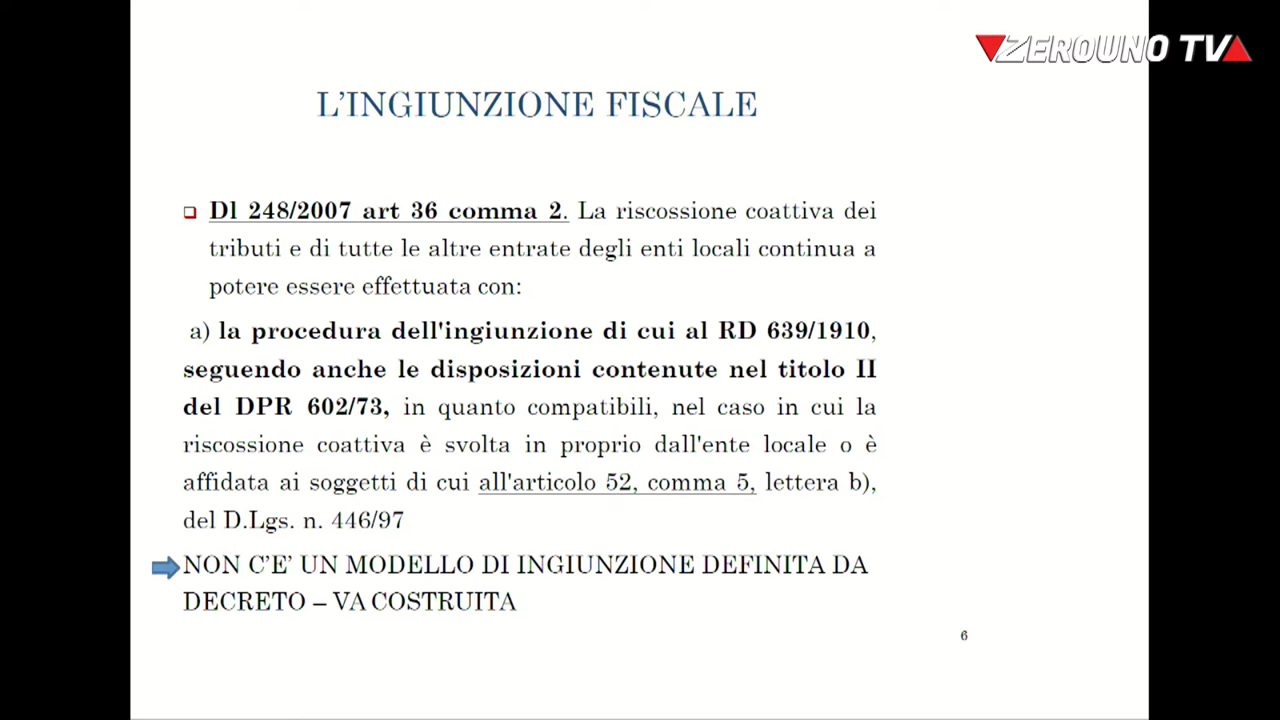 ZEROUNO TV
L'INGIUNZIONE FISCALE
Dl 248/2007 art 36 comma 2. La riscossione coattiva dei
tributi e di tutte le altre entrate degli enti locali continua a
potere essere effettuata con:
a) la procedura dell'ingiunzione di cui al RD 639/1910,
seguendo anche le disposizioni contenute nel titolo II
del DPR 602/73, in quanto compatibili, nel caso in cui la
riscossione coattiva è svolta in proprio dall'ente locale o è
affidata ai soggetti di cui all'articolo 52, comma 5, lettera b),
del D.Lgs. n. 446/97
NON C'E' UN MODELLO DI INGIUNZIONE DEFINITA DA
DECRETO – VA COSTRUITA
6